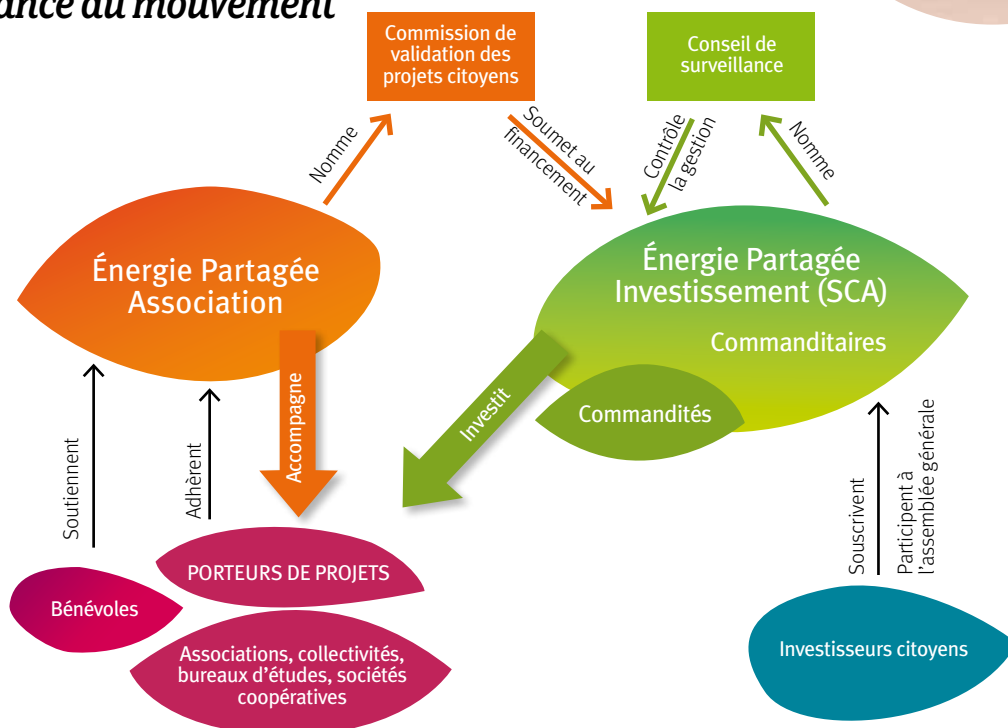 ance du mouvement
Commission de
validation des
projets citoyens
Conseil de
surveillance
Nomme
Soumet au
financement
Contrôle
la gestion
Nomme
Énergie Partagée
Association
Énergie Partagée
Investissement (SCA)
Commanditaires
Commandités
Accompagne
Investit
Soutiennent
Adhèrent
Souscrivent
Participent à
l’assemblée générale
PORTEURS DE PROJETS
Bénévoles
Associations, collectivités,
bureaux d’études, sociétés
coopératives
Investisseurs citoyens